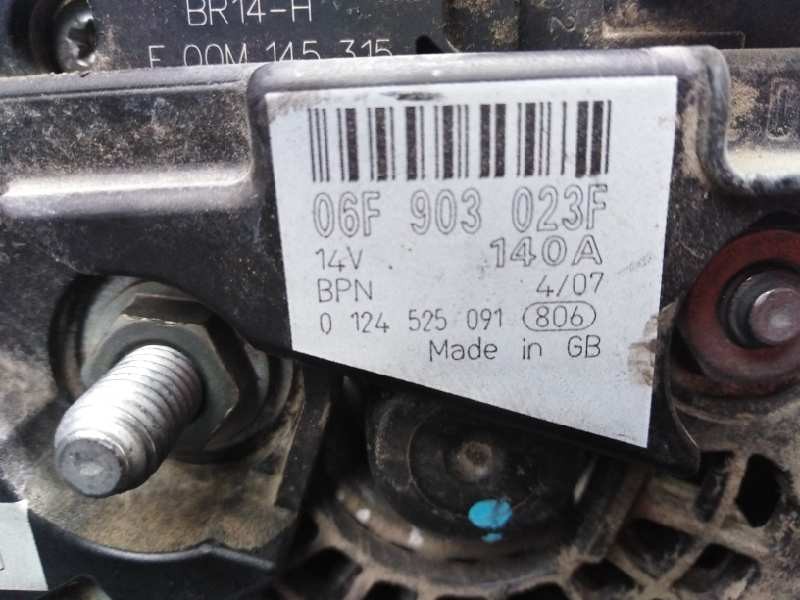 BR14-H
F 00M 145 315
06F 903 023F
14V 140A
BPN 4/07
0 124 525 091 806
Made in GB